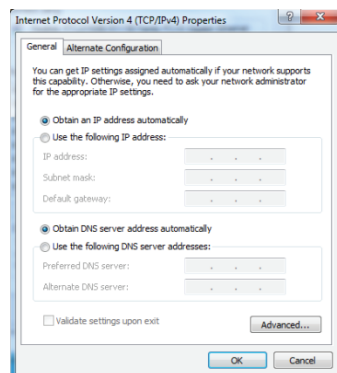 Internet Protocol Version 4 (TCP/IPv4) Properties
General
Alternate Configuration
You can get IP settings assigned automatically if your network supports
this capability. Otherwise, you need to ask your network administrator
for the appropriate IP settings.
Obtain an IP address automatically
Use the following IP address:
IP address:
Subnet mask:
Default gateway:
Obtain DNS server address automatically
Use the following DNS server addresses:
Preferred DNS server:
Alternate DNS server:
Validate settings upon exit
Advanced...
OK
Cancel